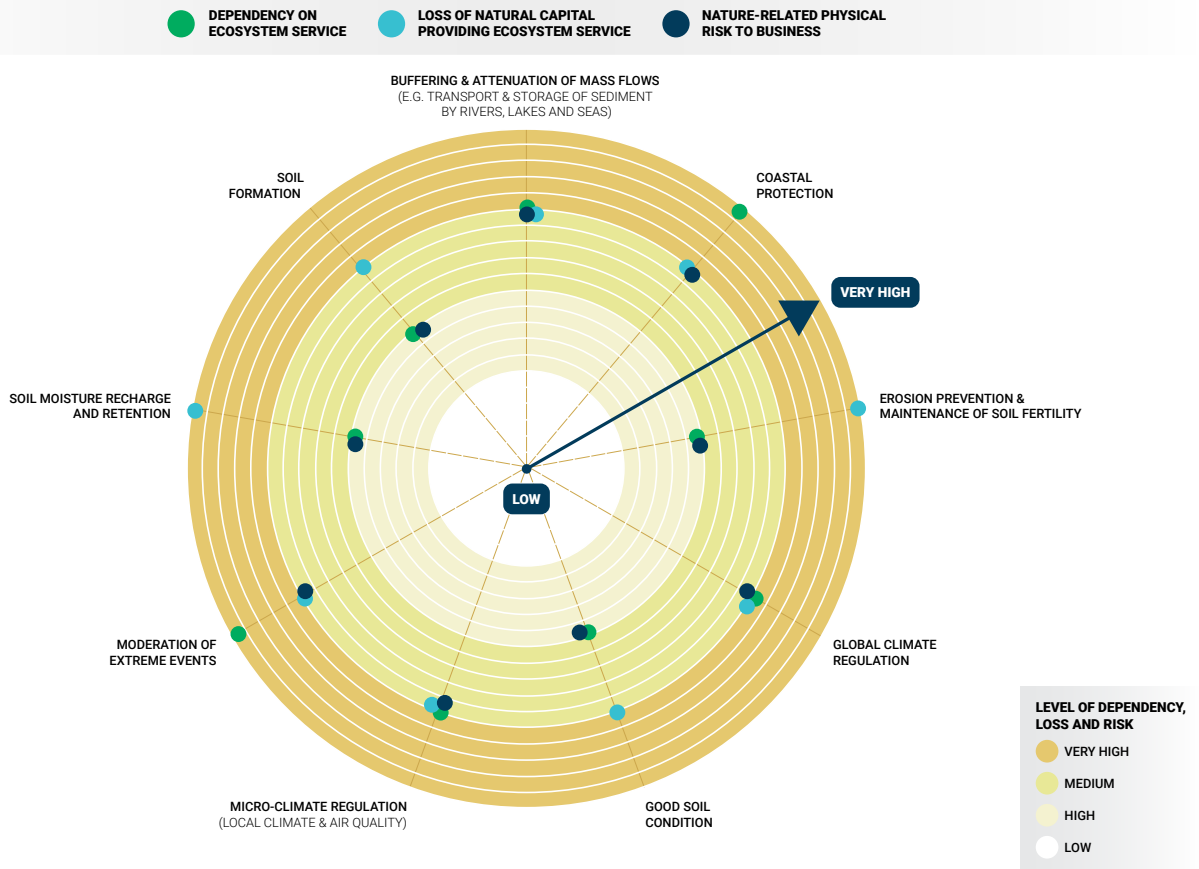 DEPENDENCY ON
ECOSYSTEM SERVICE
LOSS OF NATURAL CAPITAL
PROVIDING ECOSYSTEM SERVICE
NATURE-RELATED PHYSICAL
RISK TO BUSINESS
BUFFERING & ATTENUATION OF MASS FLOWS
(E.G. TRANSPORT & STORAGE OF SEDIMENT
BY RIVERS, LAKES AND SEAS)
SOIL
FORMATION
COASTAL
PROTECTION
VERY HIGH
SOIL MOISTURE RECHARGE
AND RETENTION
EROSION PREVENTION &
MAINTENANCE OF SOIL FERTILITY
LOW
MODERATION OF
EXTREME EVENTS
GLOBAL CLIMATE
REGULATION
MICRO-CLIMATE REGULATION
(LOCAL CLIMATE & AIR QUALITY)
GOOD SOIL
CONDITION
LEVEL OF DEPENDENCY,
LOSS AND RISK
VERY HIGH
MEDIUM
HIGH
LOW